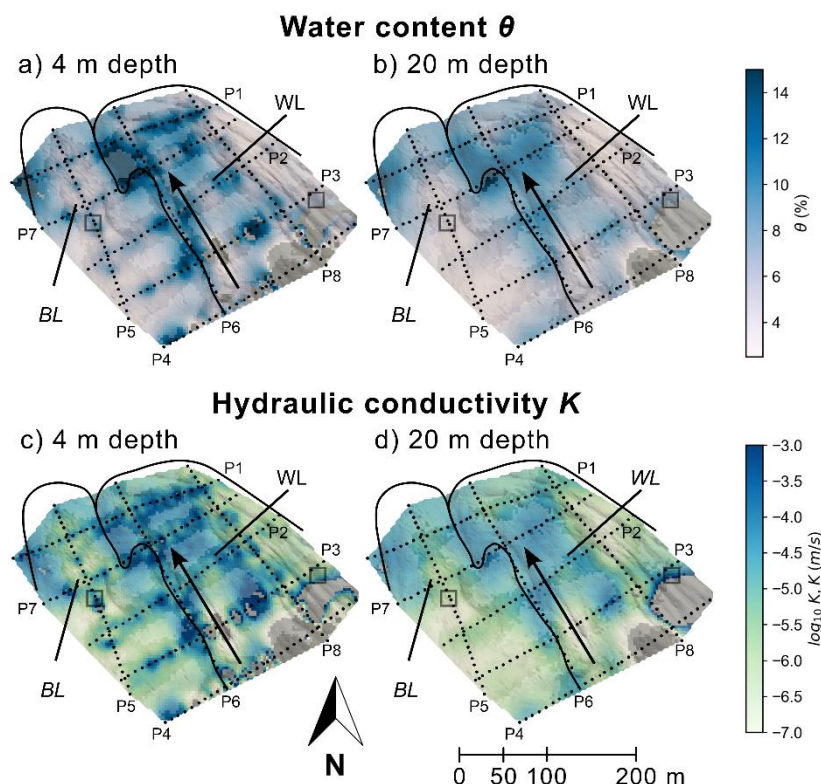 Water content θ
a) 4 m depth
b) 20 m depth
P1
WL
P2
P3
P7
BL
P8
P5
P6
P4
P1
WL
P2
P3
P7
BL
P8
P5
P6
P4
14
12
10
8
6
4
θ (%)
Hydraulic conductivity K
c) 4 m depth
d) 20 m depth
P1
WL
P2
P3
P7
BL
P8
P5
P6
P4
P1
WL
P2
P3
P7
BL
P8
P5
P6
P4
−3.0
−3.5
−4.0
−4.5
−5.0
−5.5
−6.0
−6.5
−7.0
log₁₀ K, K (m/s)
N
0 50 100 200 m